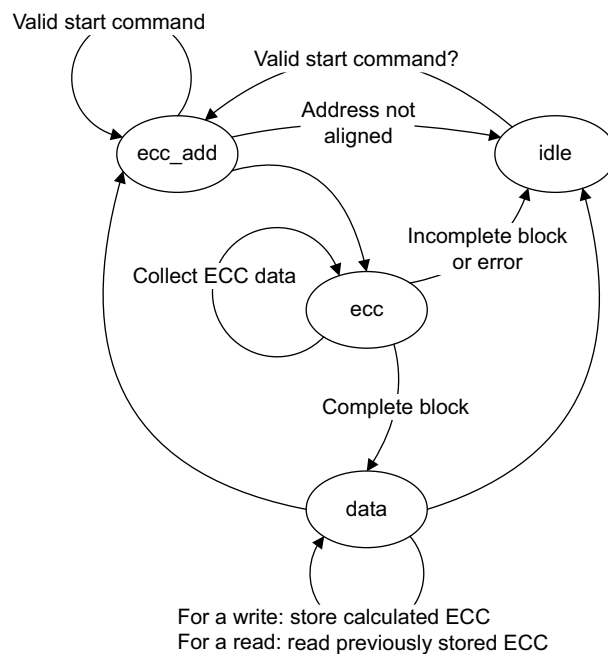 Valid start command
Valid start command?
Address not
aligned
ecc_add
idle
Incomplete block
or error
Collect ECC data
ecc
Complete block
data
For a write: store calculated ECC
For a read: read previously stored ECC